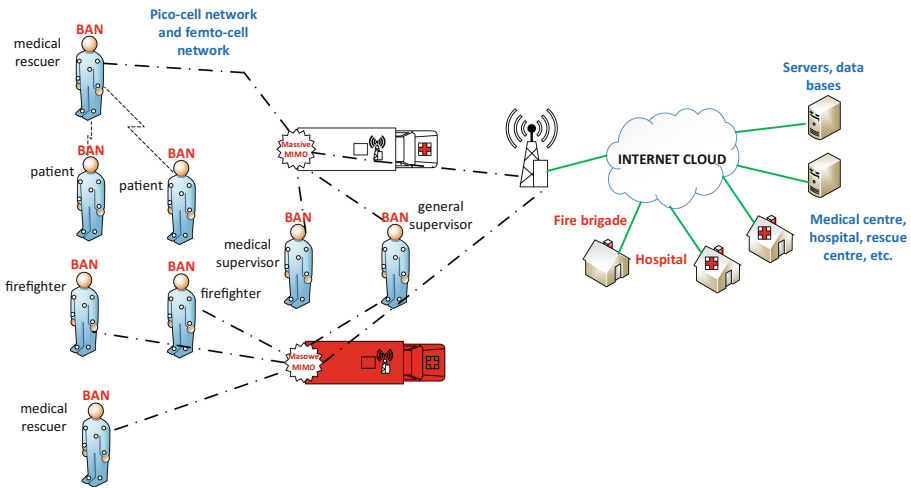 BAN
medical
rescuer
Pico-cell network
and femto-cell
network
Servers, data
bases
Massive
MIMO
INTERNET CLOUD
BAN
patient
BAN
patient
BAN
medical
supervisor
BAN
general
supervisor
Fire brigade
Hospital
Medical centre,
hospital, rescue
centre, etc.
BAN
firefighter
BAN
firefighter
Masowe
MIMO
BAN
medical
rescuer